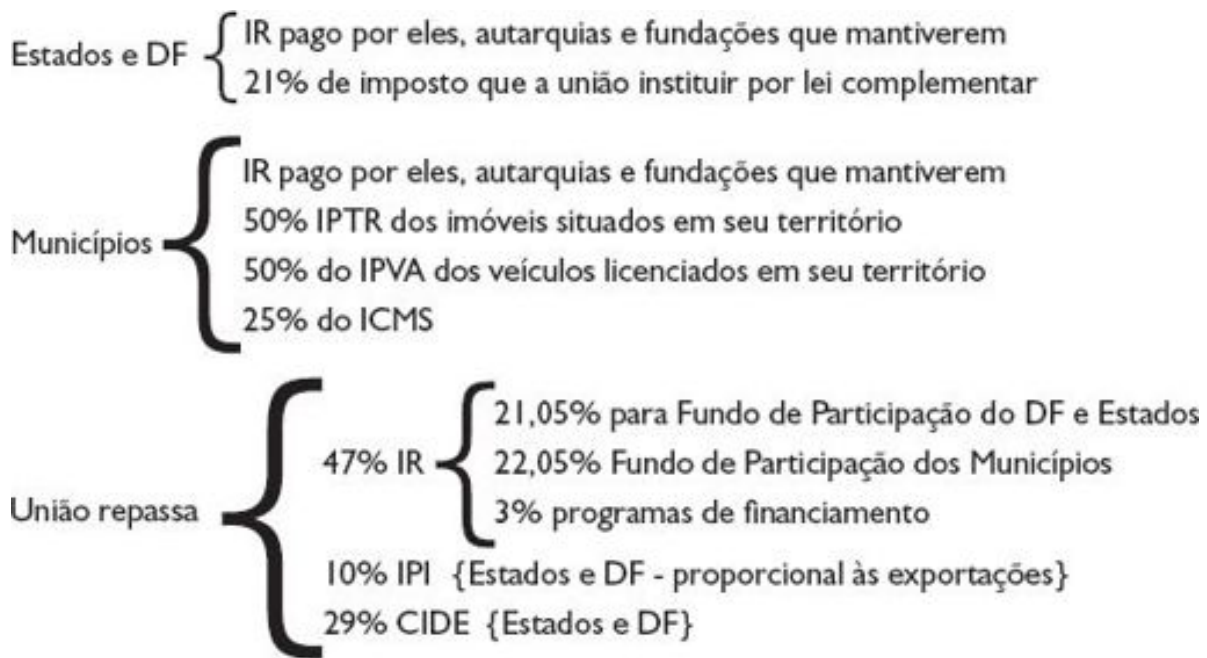 Estados e DF
IR pago por eles, autarquias e fundações que mantiverem
21% de imposto que a união instituir por lei complementar
Municípios
IR pago por eles, autarquias e fundações que mantiverem
50% IPTR dos imóveis situados em seu território
50% do IPVA dos veículos licenciados em seu território
25% do ICMS
União repassa
47% IR
21,05% para Fundo de Participação do DF e Estados
22,05% Fundo de Participação dos Municípios
3% programas de financiamento
10% IPI {Estados e DF - proporcional às exportações}
29% CIDE {Estados e DF}